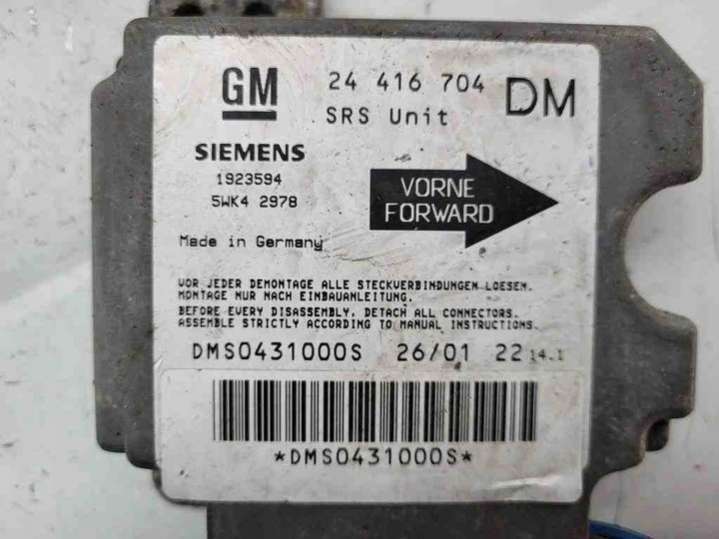 GM 24 416 704 DM
SRS Unit
SIEMENS
1923594
5WK4 2978
VORNE
FORWARD
Made in Germany
VOR JEDER DEMONTAGE ALLE STECKVERBINDUNGEN LOESEN.
MONTAGE NUR NACH EINBAUANLEITUNG.
BEFORE EVERY DISASSEMBLY, DETACH ALL CONNECTORS.
ASSEMBLE STRICTLY ACCORDING TO MANUAL INSTRUCTIONS.
DMS0431000S 26/01 22 14.1
*DMS0431000S*